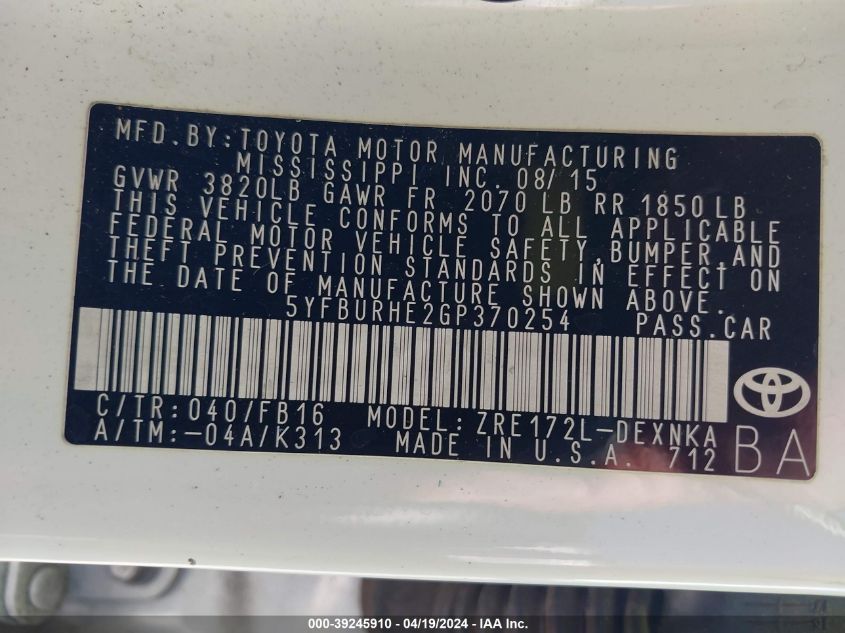 MFD.BY:TOYOTA MOTOR MANUFACTURING
MISSISSIPPI INC. 08/15
GVWR 3820LB GAWR FR 2070 LB RR 1850 LB
THIS VEHICLE CONFORMS TO ALL APPLICABLE
FEDERAL MOTOR VEHICLE SAFETY,BUMPER,AND
THEFT PREVENTION STANDARDS IN EFFECT ON
THE DATE OF MANUFACTURE SHOWN ABOVE.
5YFBURHE2GP370254 PASS.CAR
C/TR: 040/FB16 MODEL: ZRE172L-DEXNKA
A/TM:-04A/K313 MADE IN U.S.A. 712
BA
000-39245910 - 04/19/2024 - IAA Inc.